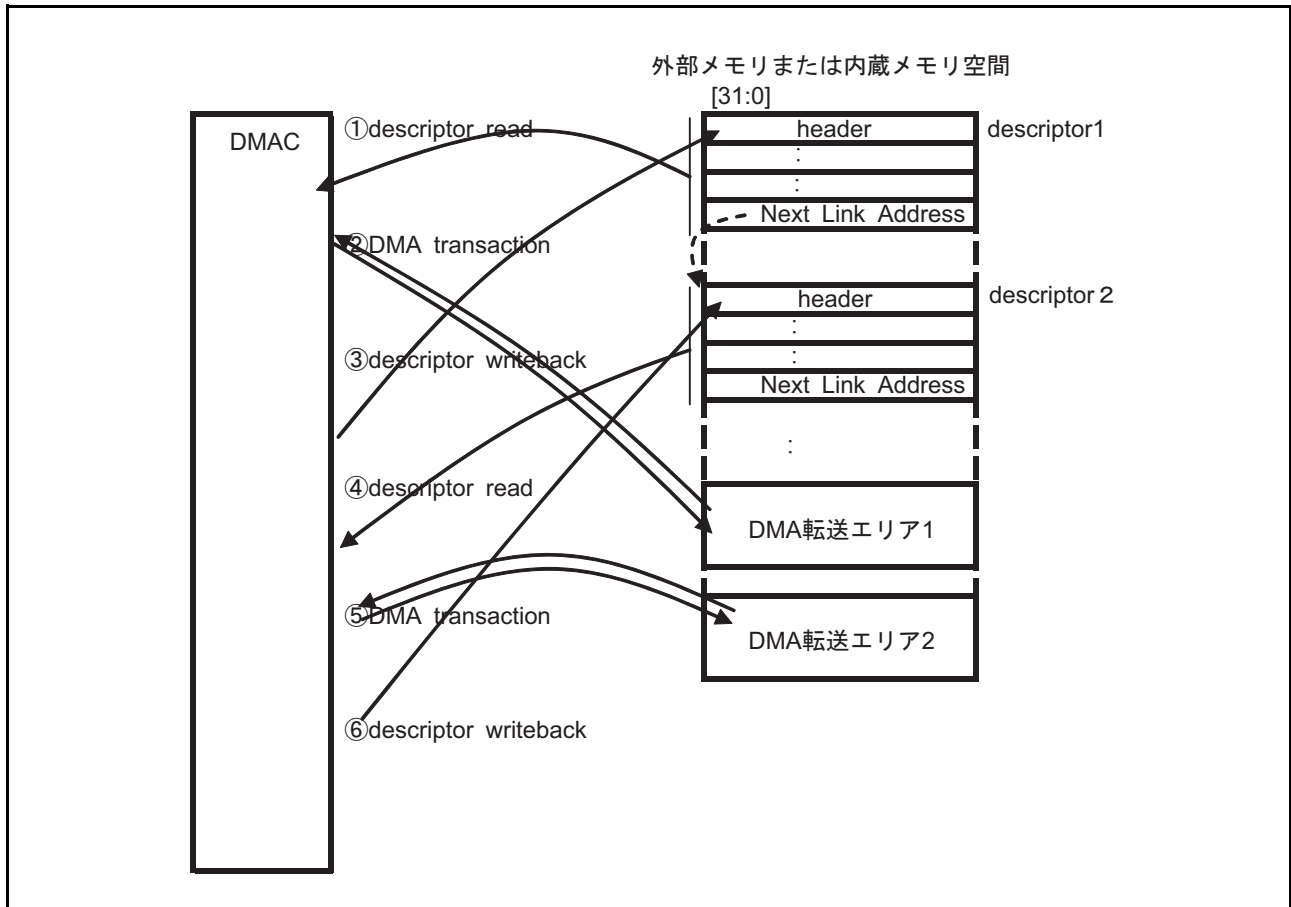 外部メモリまたは内蔵メモリ空間
[31:0]
DMAC
①descriptor read
header
descriptor1
:
:
Next Link Address
②DMA transaction
header
descriptor２
:
:
③descriptor writeback
Next Link Address
:
④descriptor read
DMA転送エリア1
⑤DMA transaction
DMA転送エリア2
⑥descriptor writeback